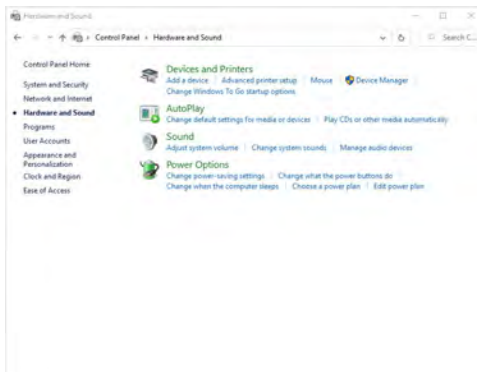 Hardware and Sound
Control Panel › Hardware and Sound
Search C...
Control Panel Home
System and Security
Network and Internet
Hardware and Sound
Programs
User Accounts
Appearance and
Personalization
Clock and Region
Ease of Access
Devices and Printers
Add a device | Advanced printer setup | Mouse | Device Manager
Change Windows To Go startup options
AutoPlay
Change default settings for media or devices | Play CDs or other media automatically
Sound
Adjust system volume | Change system sounds | Manage audio devices
Power Options
Change power-saving settings | Change what the power buttons do
Change when the computer sleeps | Choose a power plan | Edit power plan